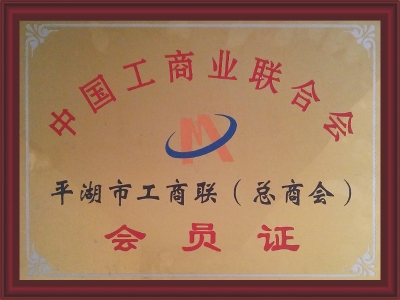 中国工商业联合会
平湖市工商联（总商会）
会员证